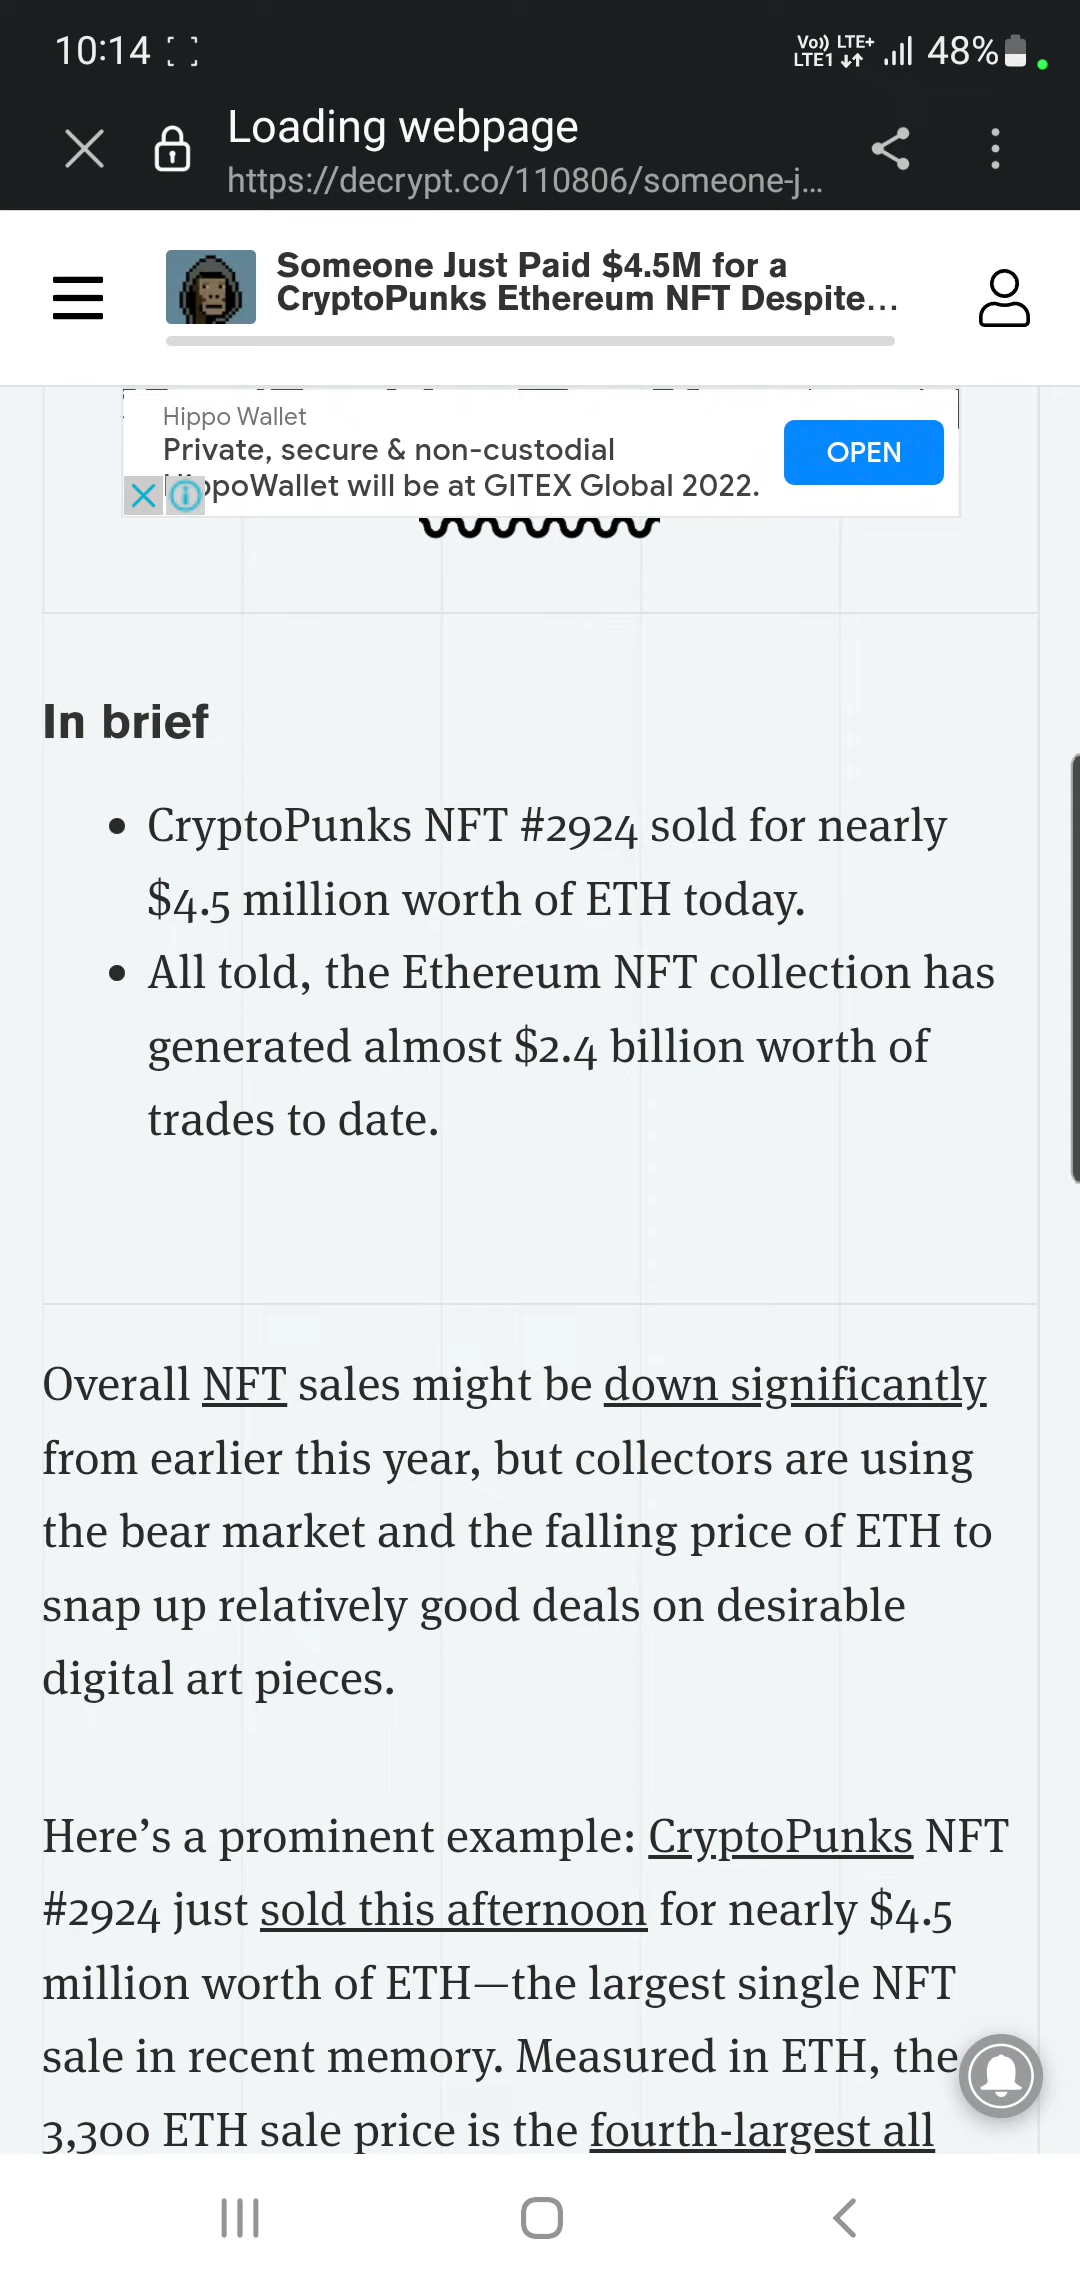 10:14
Vo)) LTE+
LTE1
48%
Loading webpage
https://decrypt.co/110806/someone-j...
Someone Just Paid $4.5M for a
CryptoPunks Ethereum NFT Despite...
Hippo Wallet
Private, secure & non-custodial
ppoWallet will be at GITEX Global 2022.
OPEN
In brief
• CryptoPunks NFT #2924 sold for nearly
$4.5 million worth of ETH today.
• All told, the Ethereum NFT collection has
generated almost $2.4 billion worth of
trades to date.
Overall NFT sales might be down significantly
from earlier this year, but collectors are using
the bear market and the falling price of ETH to
snap up relatively good deals on desirable
digital art pieces.
Here’s a prominent example: CryptoPunks NFT
#2924 just sold this afternoon for nearly $4.5
million worth of ETH—the largest single NFT
sale in recent memory. Measured in ETH, the
3,300 ETH sale price is the fourth-largest all